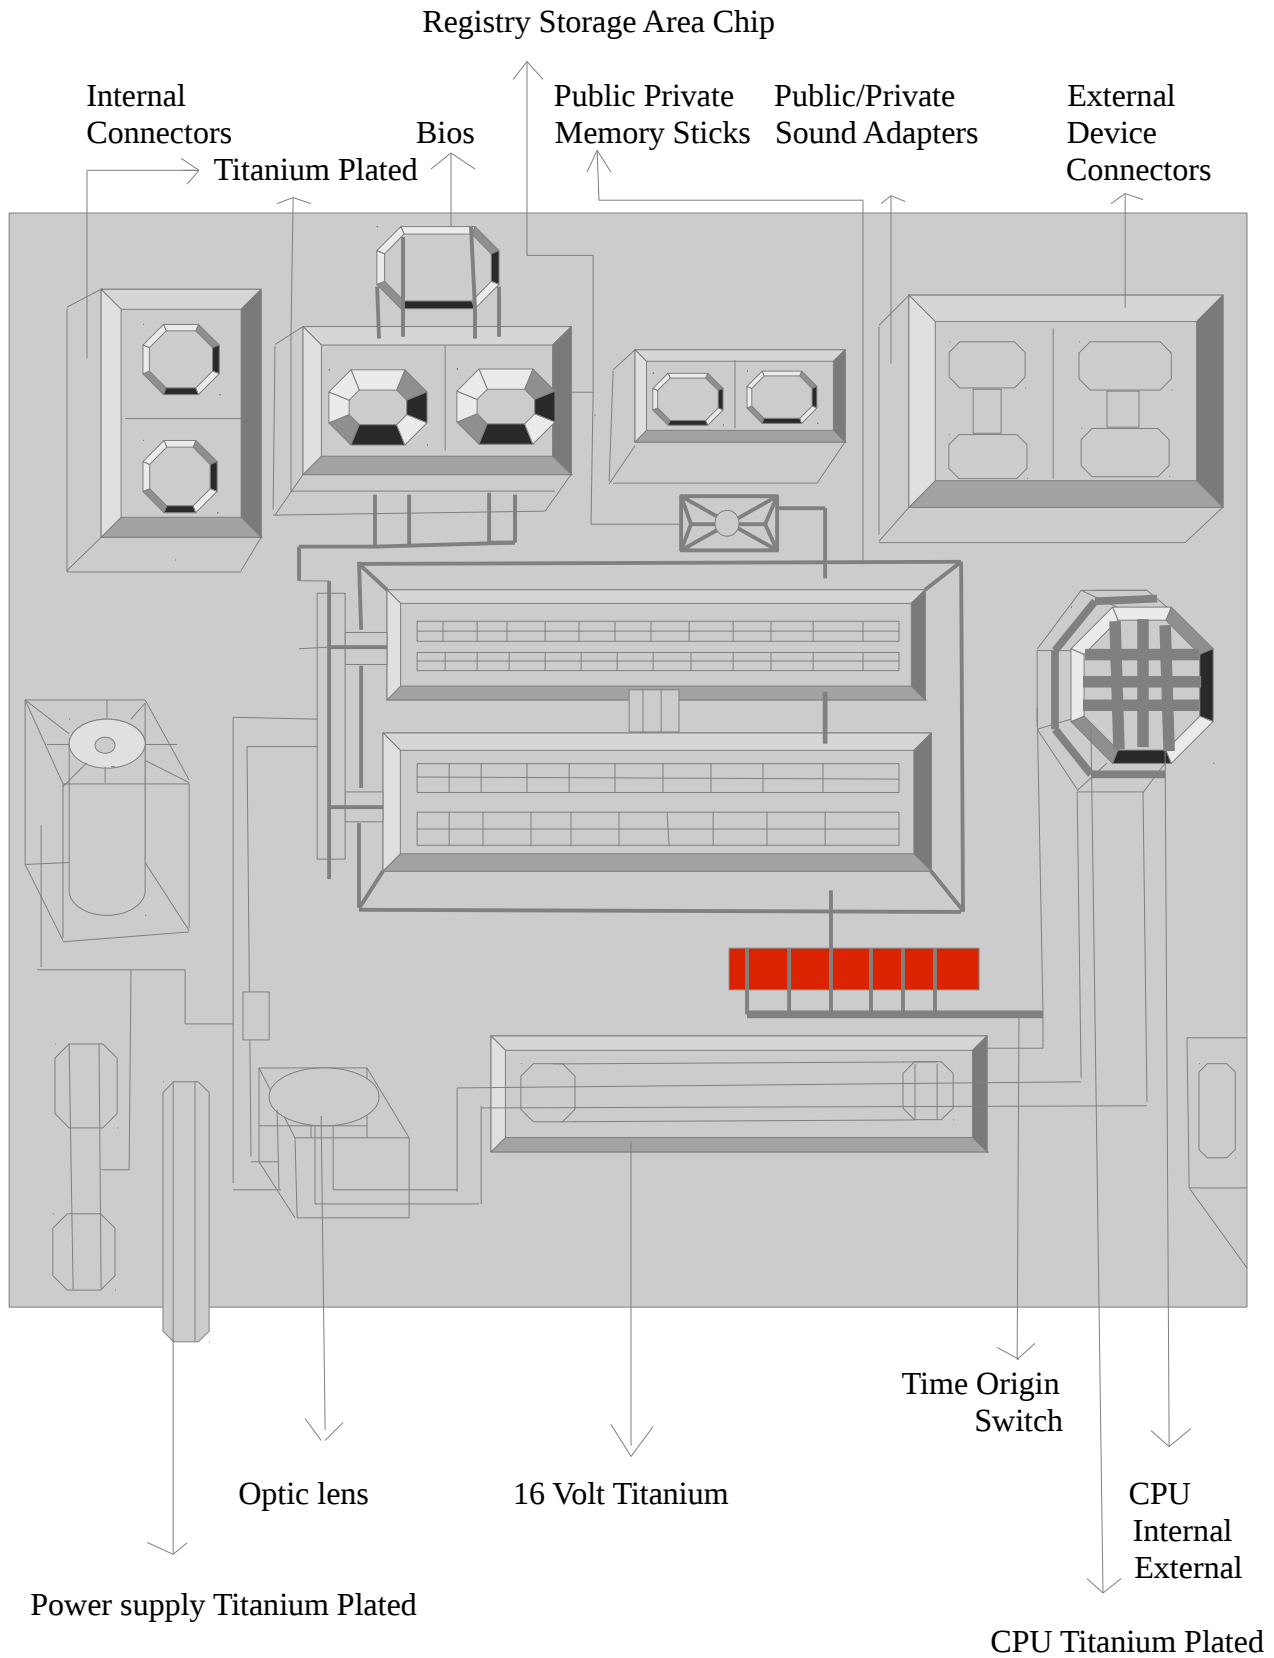 Registry Storage Area Chip
Internal
Connectors
Titanium Plated
Bios
Public Private
Memory Sticks
Public/Private
Sound Adapters
External
Device
Connectors
Time Origin
Switch
Optic lens
16 Volt Titanium
CPU
Internal
External
Power supply Titanium Plated
CPU Titanium Plated